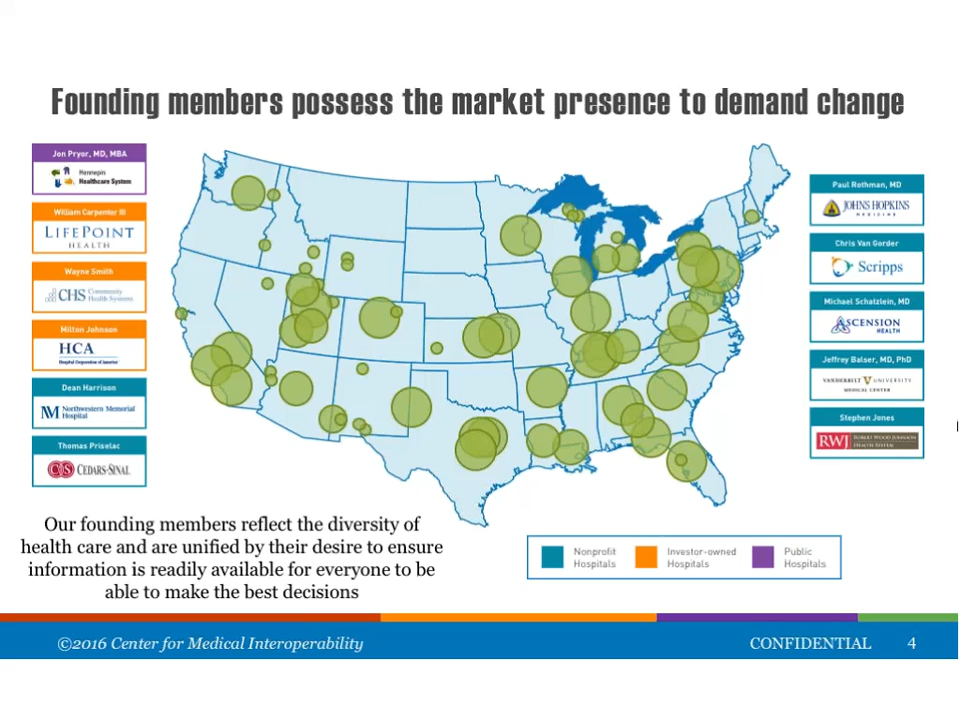 Founding members possess the market presence to demand change
Jon Pryor, MD, MBA
Hennepin
Healthcare System
William Carpenter III
LIFEPOINT
HEALTH
Wayne Smith
CHS Community
Health Systems
Milton Johnson
HCA
Hospital Corporation of America
Dean Harrison
NM Northwestern Memorial
Hospital
Thomas Priselac
CS CEDARS-SINAI
Paul Rothman, MD
JOHNS HOPKINS
MEDICINE
Chris Van Gorder
Scripps
Michael Schatzlein, MD
ASCENSION
HEALTH
Jeffrey Balser, MD, PhD
VANDERBILT V UNIVERSITY
MEDICAL CENTER
Stephen Jones
RWJ ROBERT WOOD JOHNSON
HEALTH SYSTEM
Our founding members reflect the diversity of
health care and are unified by their desire to ensure
information is readily available for everyone to be
able to make the best decisions
Nonprofit
Hospitals
Investor-owned
Hospitals
Public
Hospitals
©2016 Center for Medical Interoperability
CONFIDENTIAL 4